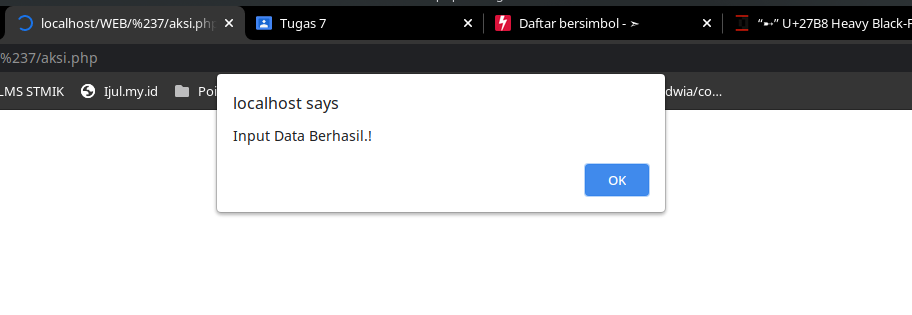 localhost/WEB/%237/aksi.php
Tugas 7
Daftar bersimbol - ➣
“➸” U+27B8 Heavy Black-F
%237/aksi.php
LMS STMIK
Ijul.my.id
Poi
dwia/co...
localhost says
Input Data Berhasil.!
OK